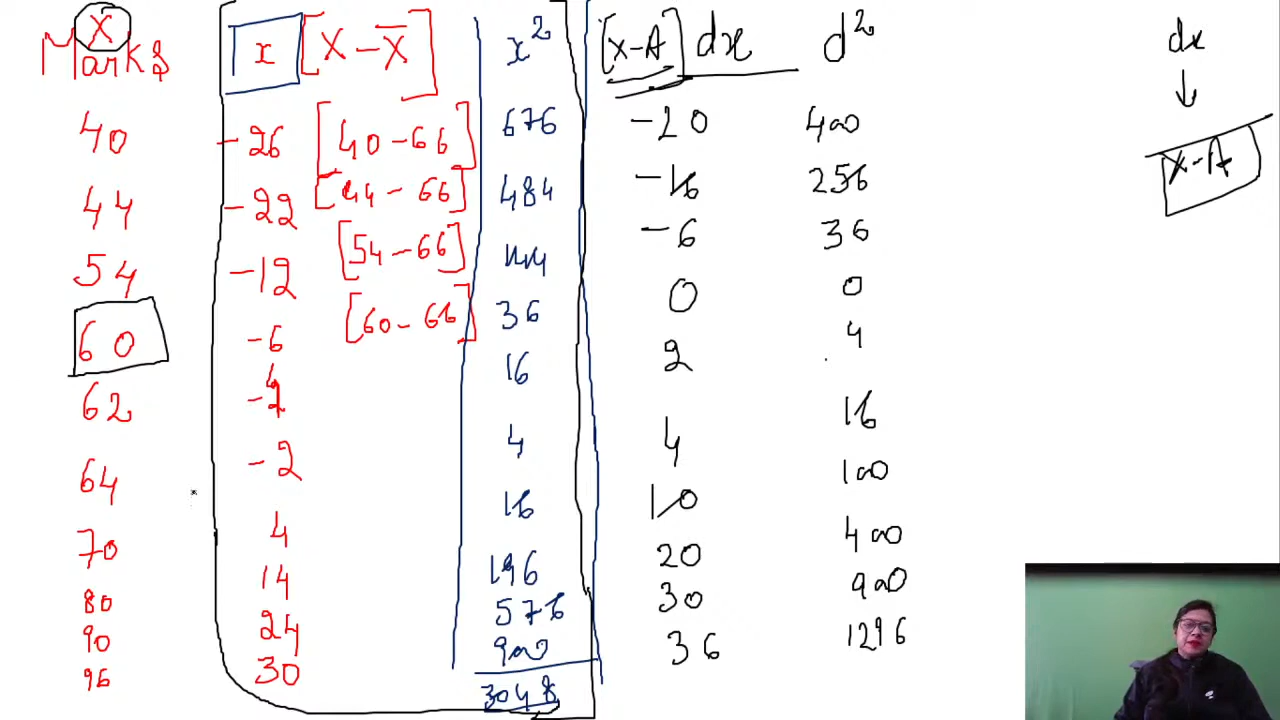 X
Marks x [X-X̅] x² [X-A] dx d² dx
↓
X-A
40 -26 [40-66] 676 -20 400
44 -22 [44-66] 484 -16 256
54 -12 [54-66] 144 -6 36
60 -6 [60-66] 36 0 0
62 -4 16 2 4
64 -2 4 4 16
70 4 16 10 100
80 14 196 20 400
90 24 576 30 900
96 30 900 36 1296
3048